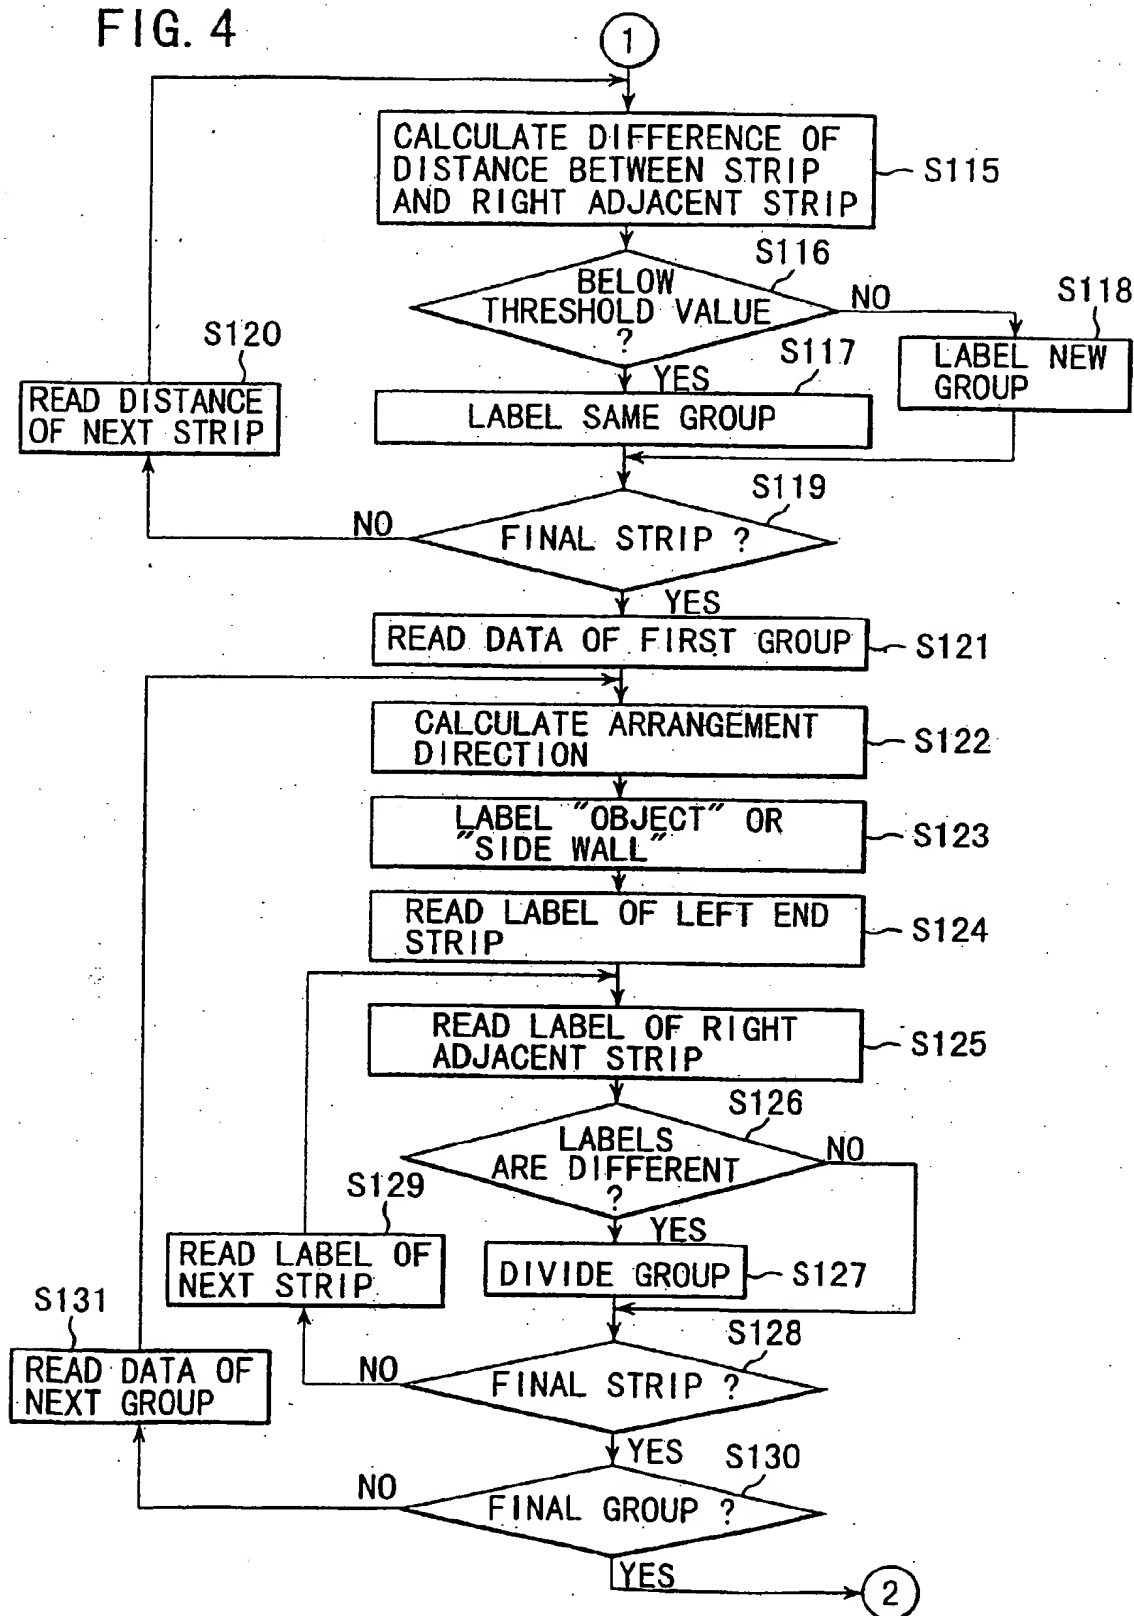 FIG. 4
1
CALCULATE DIFFERENCE OF
DISTANCE BETWEEN STRIP
AND RIGHT ADJACENT STRIP
S115
S116
BELOW
THRESHOLD VALUE
?
NO
S118
LABEL NEW
GROUP
S120
READ DISTANCE
OF NEXT STRIP
YES
S117
LABEL SAME GROUP
S119
FINAL STRIP ?
NO
YES
READ DATA OF FIRST GROUP
S121
CALCULATE ARRANGEMENT
DIRECTION
S122
LABEL "OBJECT" OR
"SIDE WALL"
S123
READ LABEL OF LEFT END
STRIP
S124
READ LABEL OF RIGHT
ADJACENT STRIP
S125
S126
LABELS
ARE DIFFERENT
?
NO
YES
S129
READ LABEL OF
NEXT STRIP
DIVIDE GROUP
S127
S128
FINAL STRIP ?
NO
YES
S131
READ DATA OF
NEXT GROUP
S130
FINAL GROUP ?
NO
YES
2